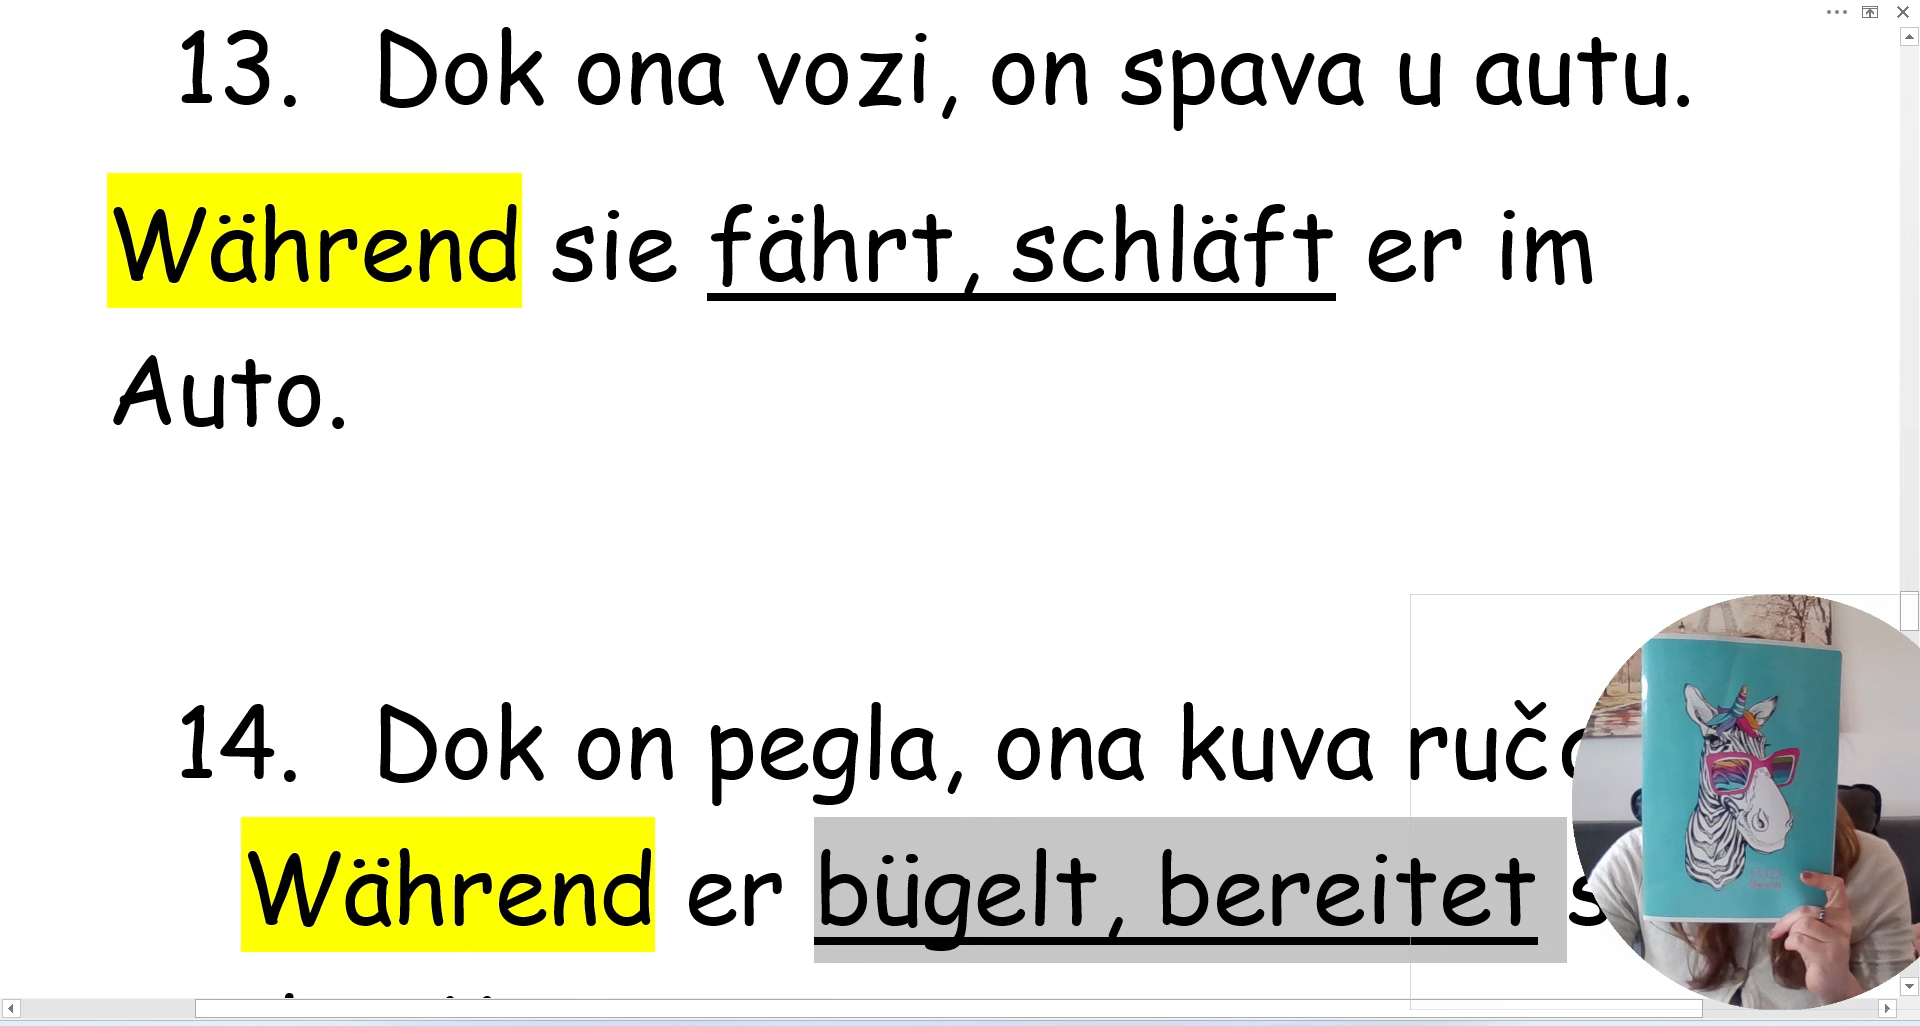 13. Dok ona vozi, on spava u autu.
Während sie fährt, schläft er im
Auto.
14. Dok on pegla, ona kuva
Während er bügelt, bereitet